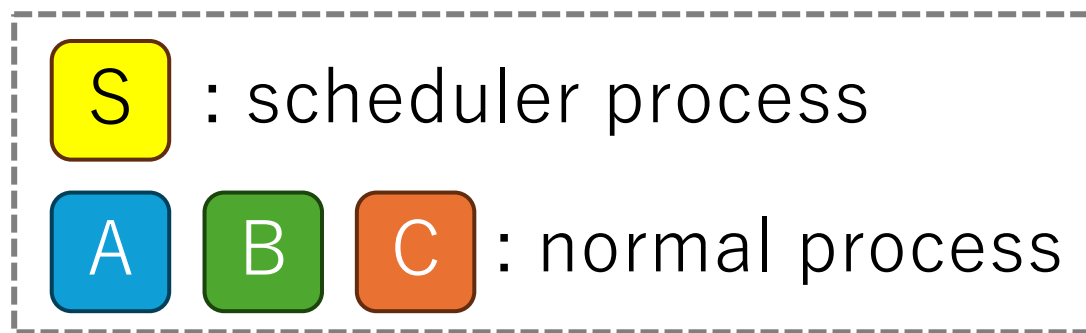 S : scheduler process
A B C : normal process